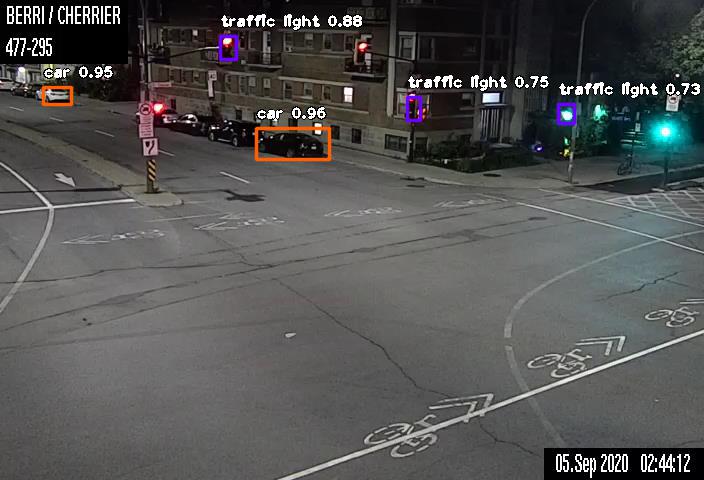 BERRI / CHERRIER
477-295
traffic light 0.88
car 0.95
traffic light 0.75
traffic light 0.73
car 0.96
05.Sep 2020 02:44:12